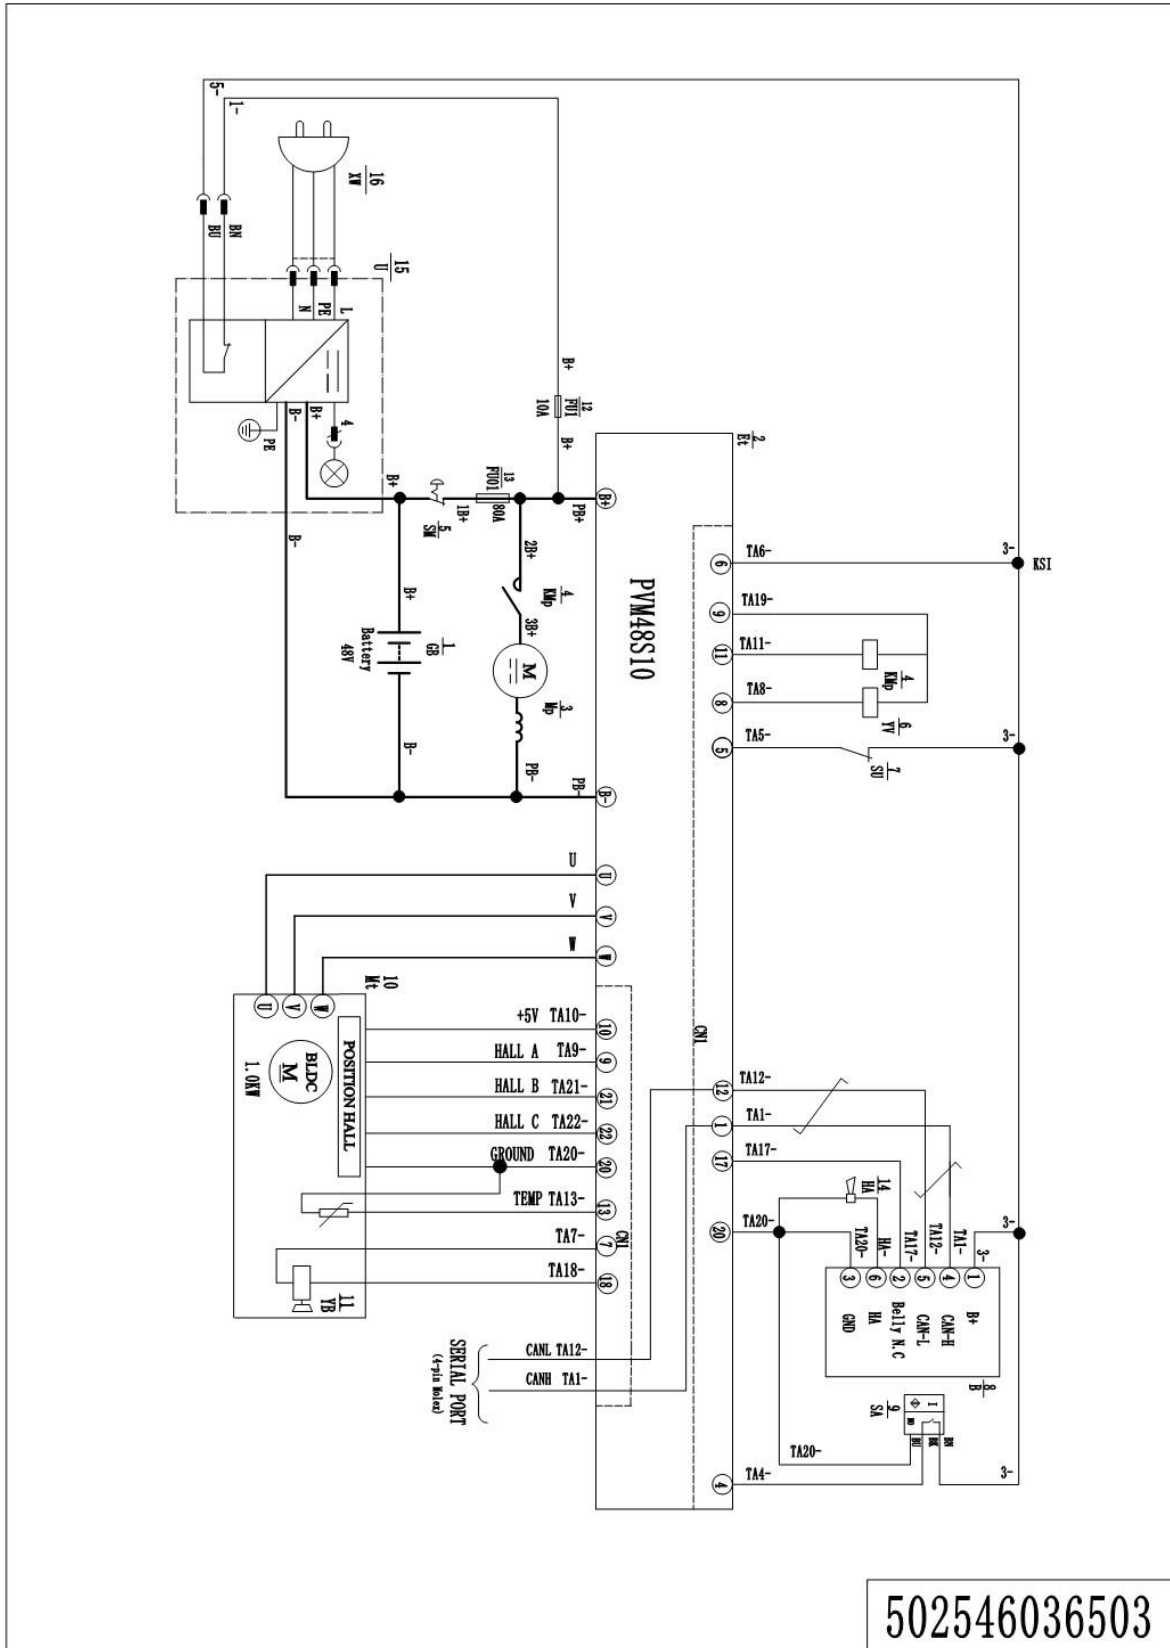 5-
1-
16
XW
BU
BN
15
U
N
PE
L
B+
12
FU1
10A
B+
B-
B+
4
PE
2
Et
B+
13
FU01
80A
1B+
5
SM
PB+
B+
B-
2B+
4
KMp
3B+
B+
1
GB
Battery
48V
M
3
Mp
B-
PB-
PB-
B-
PVM48S10
6
TA6-
3-
KSI
9
TA19-
11
TA11-
4
KMp
8
TA8-
6
YV
5
TA5-
7
SU
3-
U
U
V
V
W
W
10
Mt
U
V
W
BLDC
M
1.0KW
POSITION HALL
+5V TA10-
10
HALL A TA9-
9
HALL B TA21-
21
HALL C TA22-
22
GROUND TA20-
20
TEMP TA13-
13
TA7-
7
CN1
TA18-
18
11
YB
CANL TA12-
CANH TA1-
SERIAL PORT
(4-pin Molex)
CN1
12
TA12-
1
TA1-
17
TA17-
14
HA
20
TA20-
TA20-
HA-
TA17-
TA12-
TA1-
3-
3-
3
6
2
5
4
1
GND
HA
Belly N.C
CAN-L
CAN-H
B+
8
B
9
SA
I
NO
BU
BK
BN
TA20-
4
TA4-
3-
502546036503